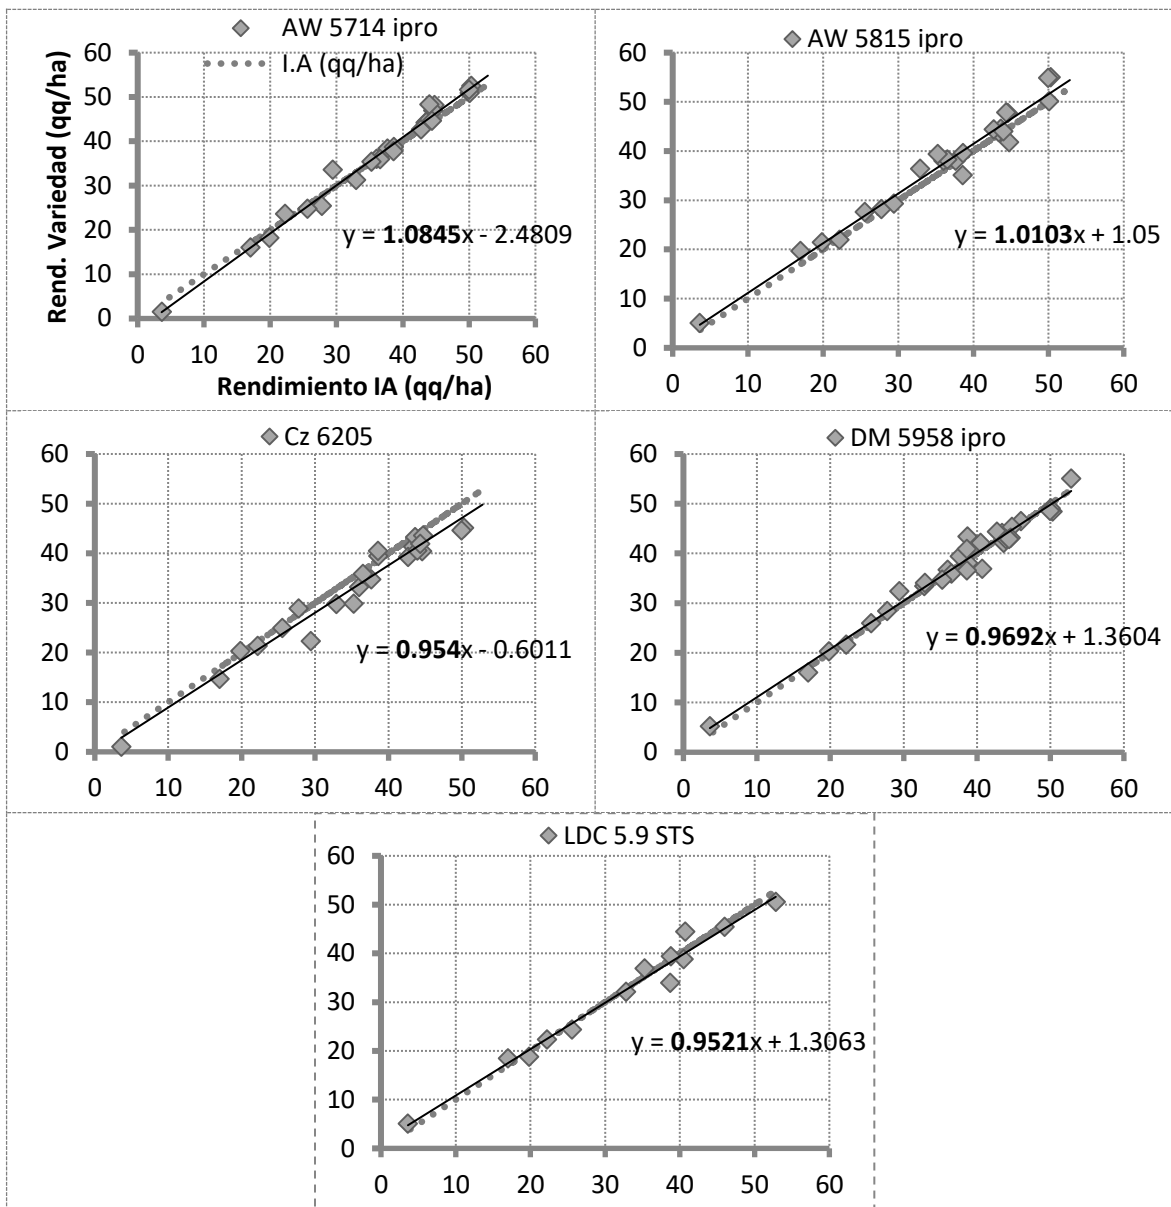 AW 5714 ipro
I.A (qq/ha)
Rend. Variedad (qq/ha)
60
50
40
30
20
10
0
y = 1.0845x - 2.4809
0 10 20 30 40 50 60
Rendimiento IA (qq/ha)
AW 5815 ipro
60
50
40
30
20
10
0
y = 1.0103x + 1.05
0 10 20 30 40 50 60
Cz 6205
60
50
40
30
20
10
0
y = 0.954x - 0.6011
0 10 20 30 40 50 60
DM 5958 ipro
60
50
40
30
20
10
0
y = 0.9692x + 1.3604
0 10 20 30 40 50 60
LDC 5.9 STS
60
50
40
30
20
10
0
y = 0.9521x + 1.3063
0 10 20 30 40 50 60